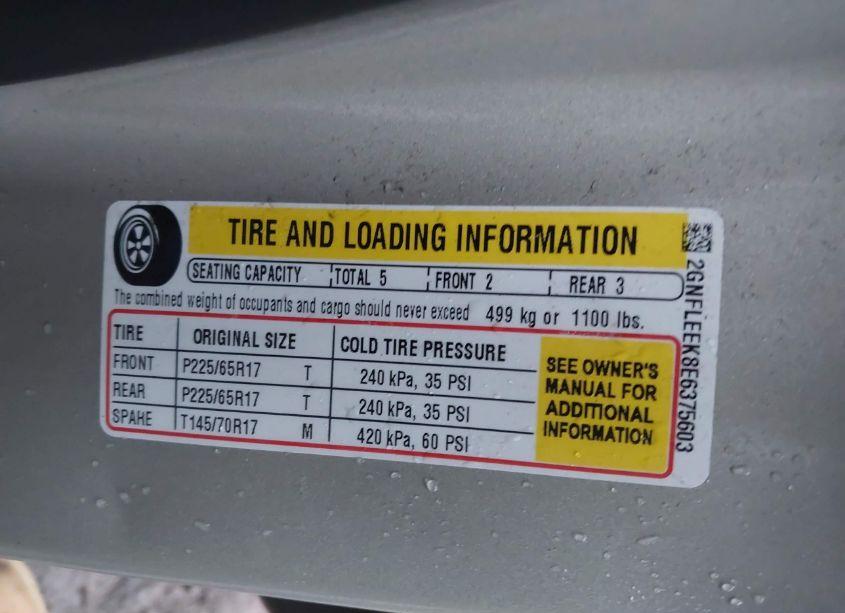 TIRE AND LOADING INFORMATION
SEATING CAPACITY TOTAL 5 FRONT 2 REAR 3
The combined weight of occupants and cargo should never exceed 499 kg or 1100 lbs.
TIRE ORIGINAL SIZE COLD TIRE PRESSURE
FRONT P225/65R17 T 240 kPa, 35 PSI
REAR P225/65R17 T 240 kPa, 35 PSI
SPARE T145/70R17 M 420 kPa, 60 PSI
SEE OWNER'S
MANUAL FOR
ADDITIONAL
INFORMATION
2GNFLEEK8E6375603